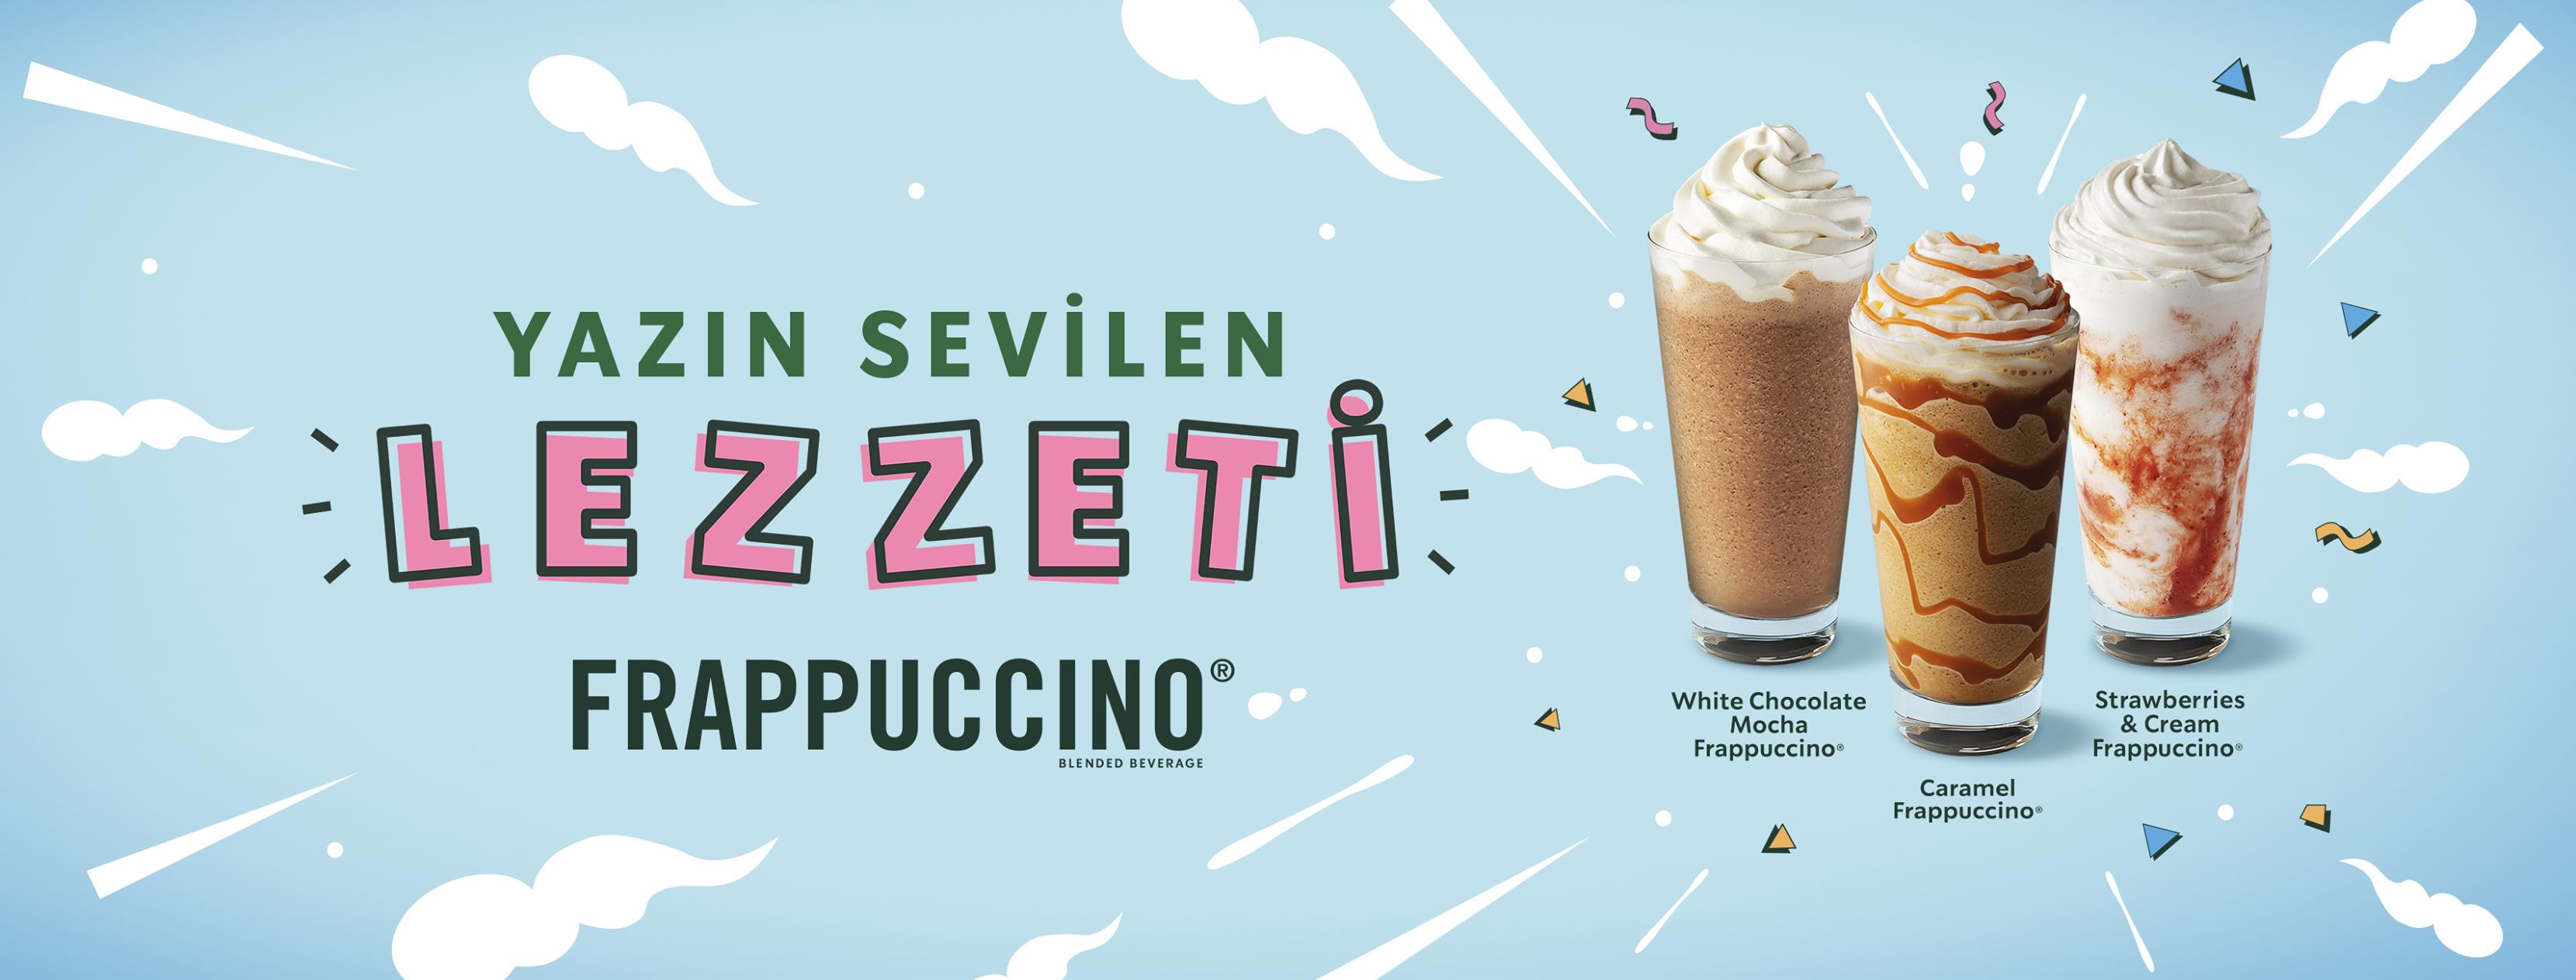 YAZIN SEVİLEN
LEZZETİ
FRAPPUCCINO®
BLENDED BEVERAGE
White Chocolate
Mocha
Frappuccino®
Caramel
Frappuccino®
Strawberries
& Cream
Frappuccino®